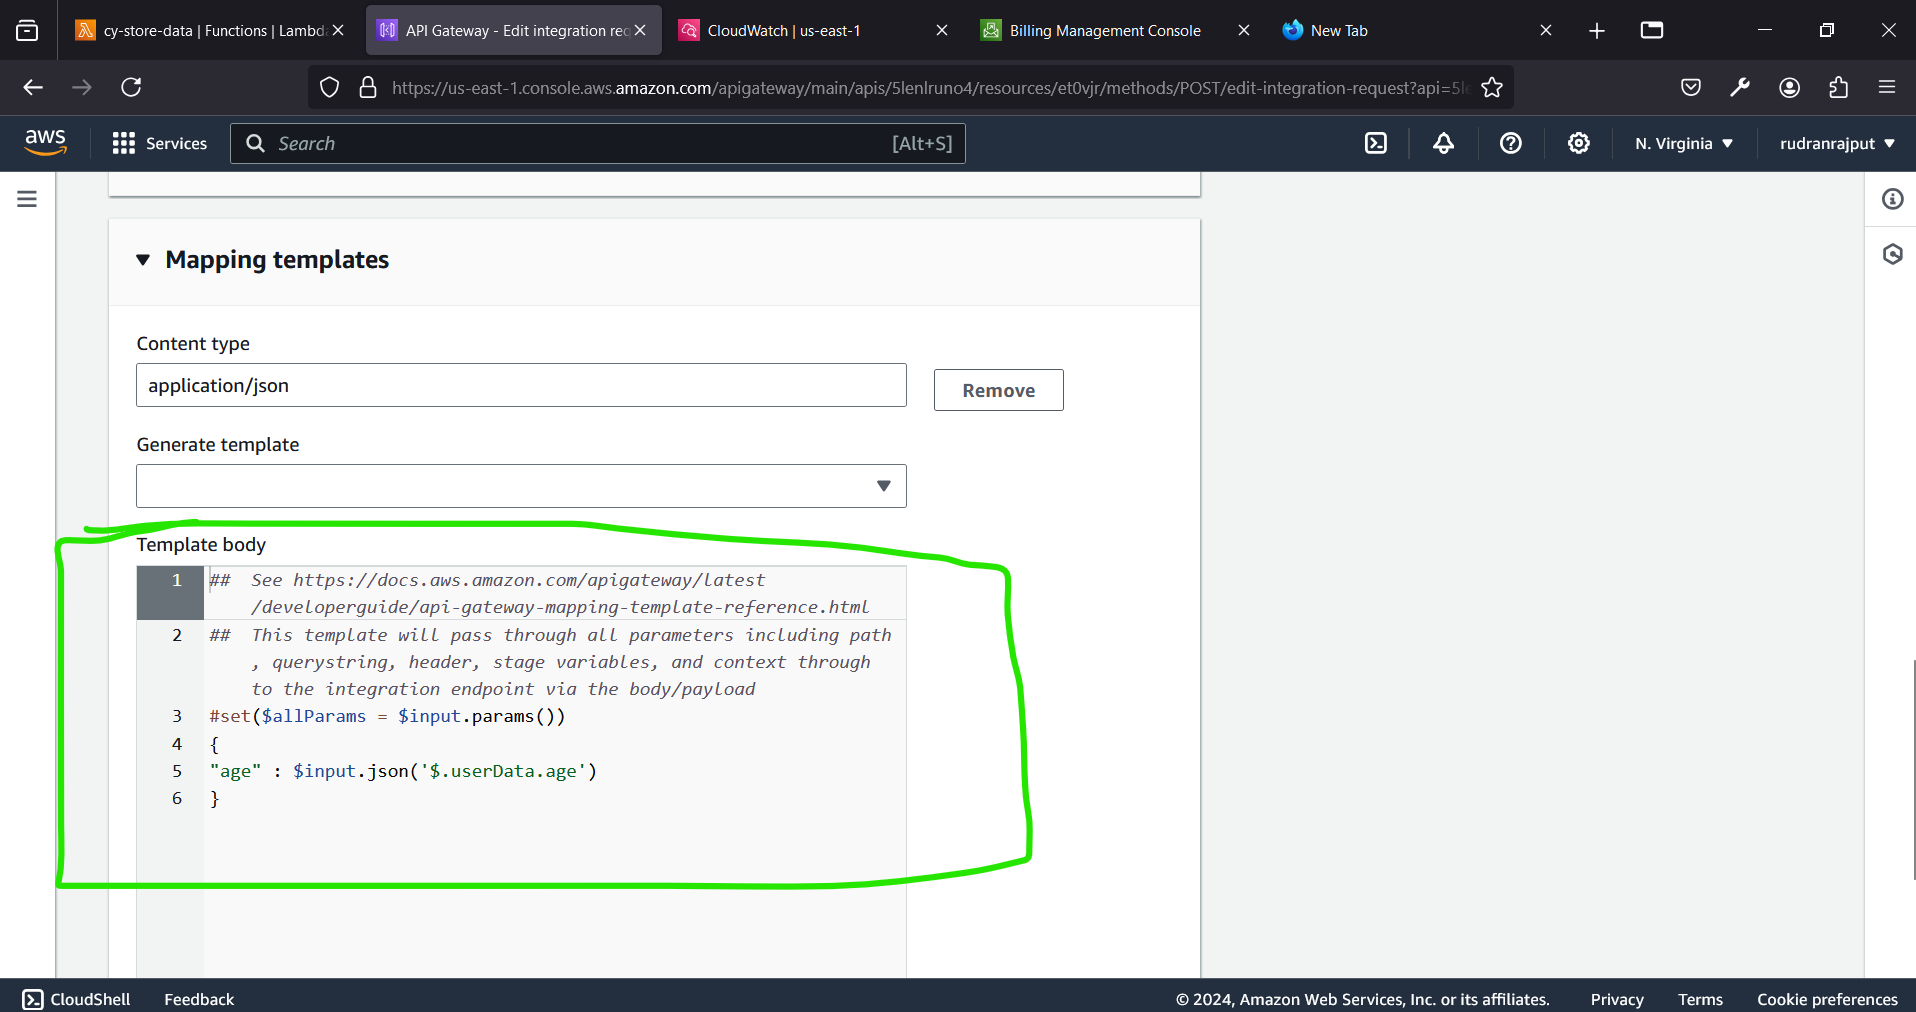 cy-store-data | Functions | Lambda
API Gateway - Edit integration req
CloudWatch | us-east-1
Billing Management Console
New Tab
https://us-east-1.console.aws.amazon.com/apigateway/main/apis/5lenlruno4/resources/et0vjr/methods/POST/edit-integration-request?api=5le
aws
Services
Search
[Alt+S]
N. Virginia
rudranrajput
Mapping templates
Content type
application/json
Remove
Generate template
Template body
1 ##  See https://docs.aws.amazon.com/apigateway/latest
/developerguide/api-gateway-mapping-template-reference.html
2 ##  This template will pass through all parameters including path
, querystring, header, stage variables, and context through
to the integration endpoint via the body/payload
3 #set($allParams = $input.params())
4 {
5 "age" : $input.json('$.userData.age')
6 }
CloudShell
Feedback
© 2024, Amazon Web Services, Inc. or its affiliates.
Privacy
Terms
Cookie preferences